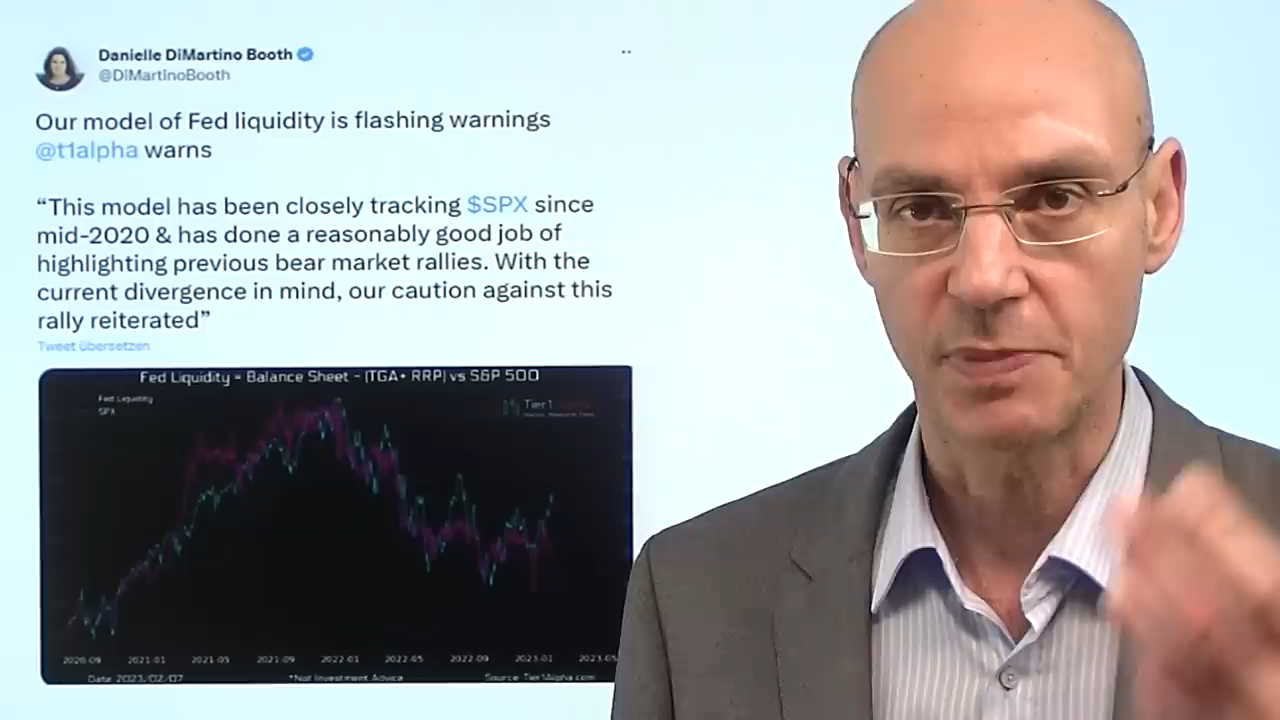 Danielle DiMartino Booth
@DiMartinoBooth
Our model of Fed liquidity is flashing warnings
@t1alpha warns
“This model has been closely tracking $SPX since
mid-2020 & has done a reasonably good job of
highlighting previous bear market rallies. With the
current divergence in mind, our caution against this
rally reiterated”
Tweet übersetzen
Fed Liquidity = Balance Sheet - (TGA+ RRP) vs S&P 500
Fed Liquidity
SPX
Tier1
2020-09 2021-01 2021-05 2021-09 2022-01 2022-05 2022-09 2023-01 2023-05
Date 2023/02/07 *Not Investment Advice Source Tier1Alpha.com